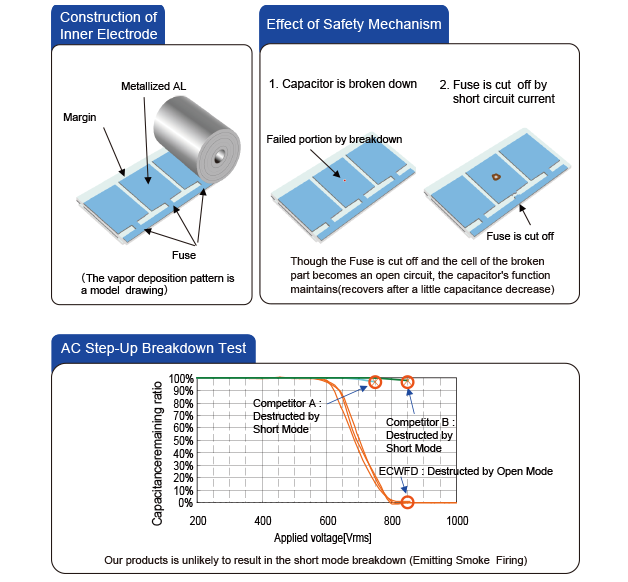 Construction of
Inner Electrode
Metallized AL
Margin
Fuse
(The vapor deposition pattern is
a model drawing)
Effect of Safety Mechanism
1. Capacitor is broken down
2. Fuse is cut off by
short circuit current
Failed portion by breakdown
Fuse is cut off
Though the Fuse is cut off and the cell of the broken
part becomes an open circuit, the capacitor's function
maintains(recovers after a little capacitance decrease)
AC Step-Up Breakdown Test
Capacitanceremaining ratio
100%
90%
80%
70%
60%
50%
40%
30%
20%
10%
0%
Competitor A :
Destructed by
Short Mode
Competitor B :
Destructed by
Short Mode
ECWFD : Destructed by Open Mode
200 400 600 800 1000
Applied voltage[Vrms]
Our products is unlikely to result in the short mode breakdown (Emitting Smoke Firing)